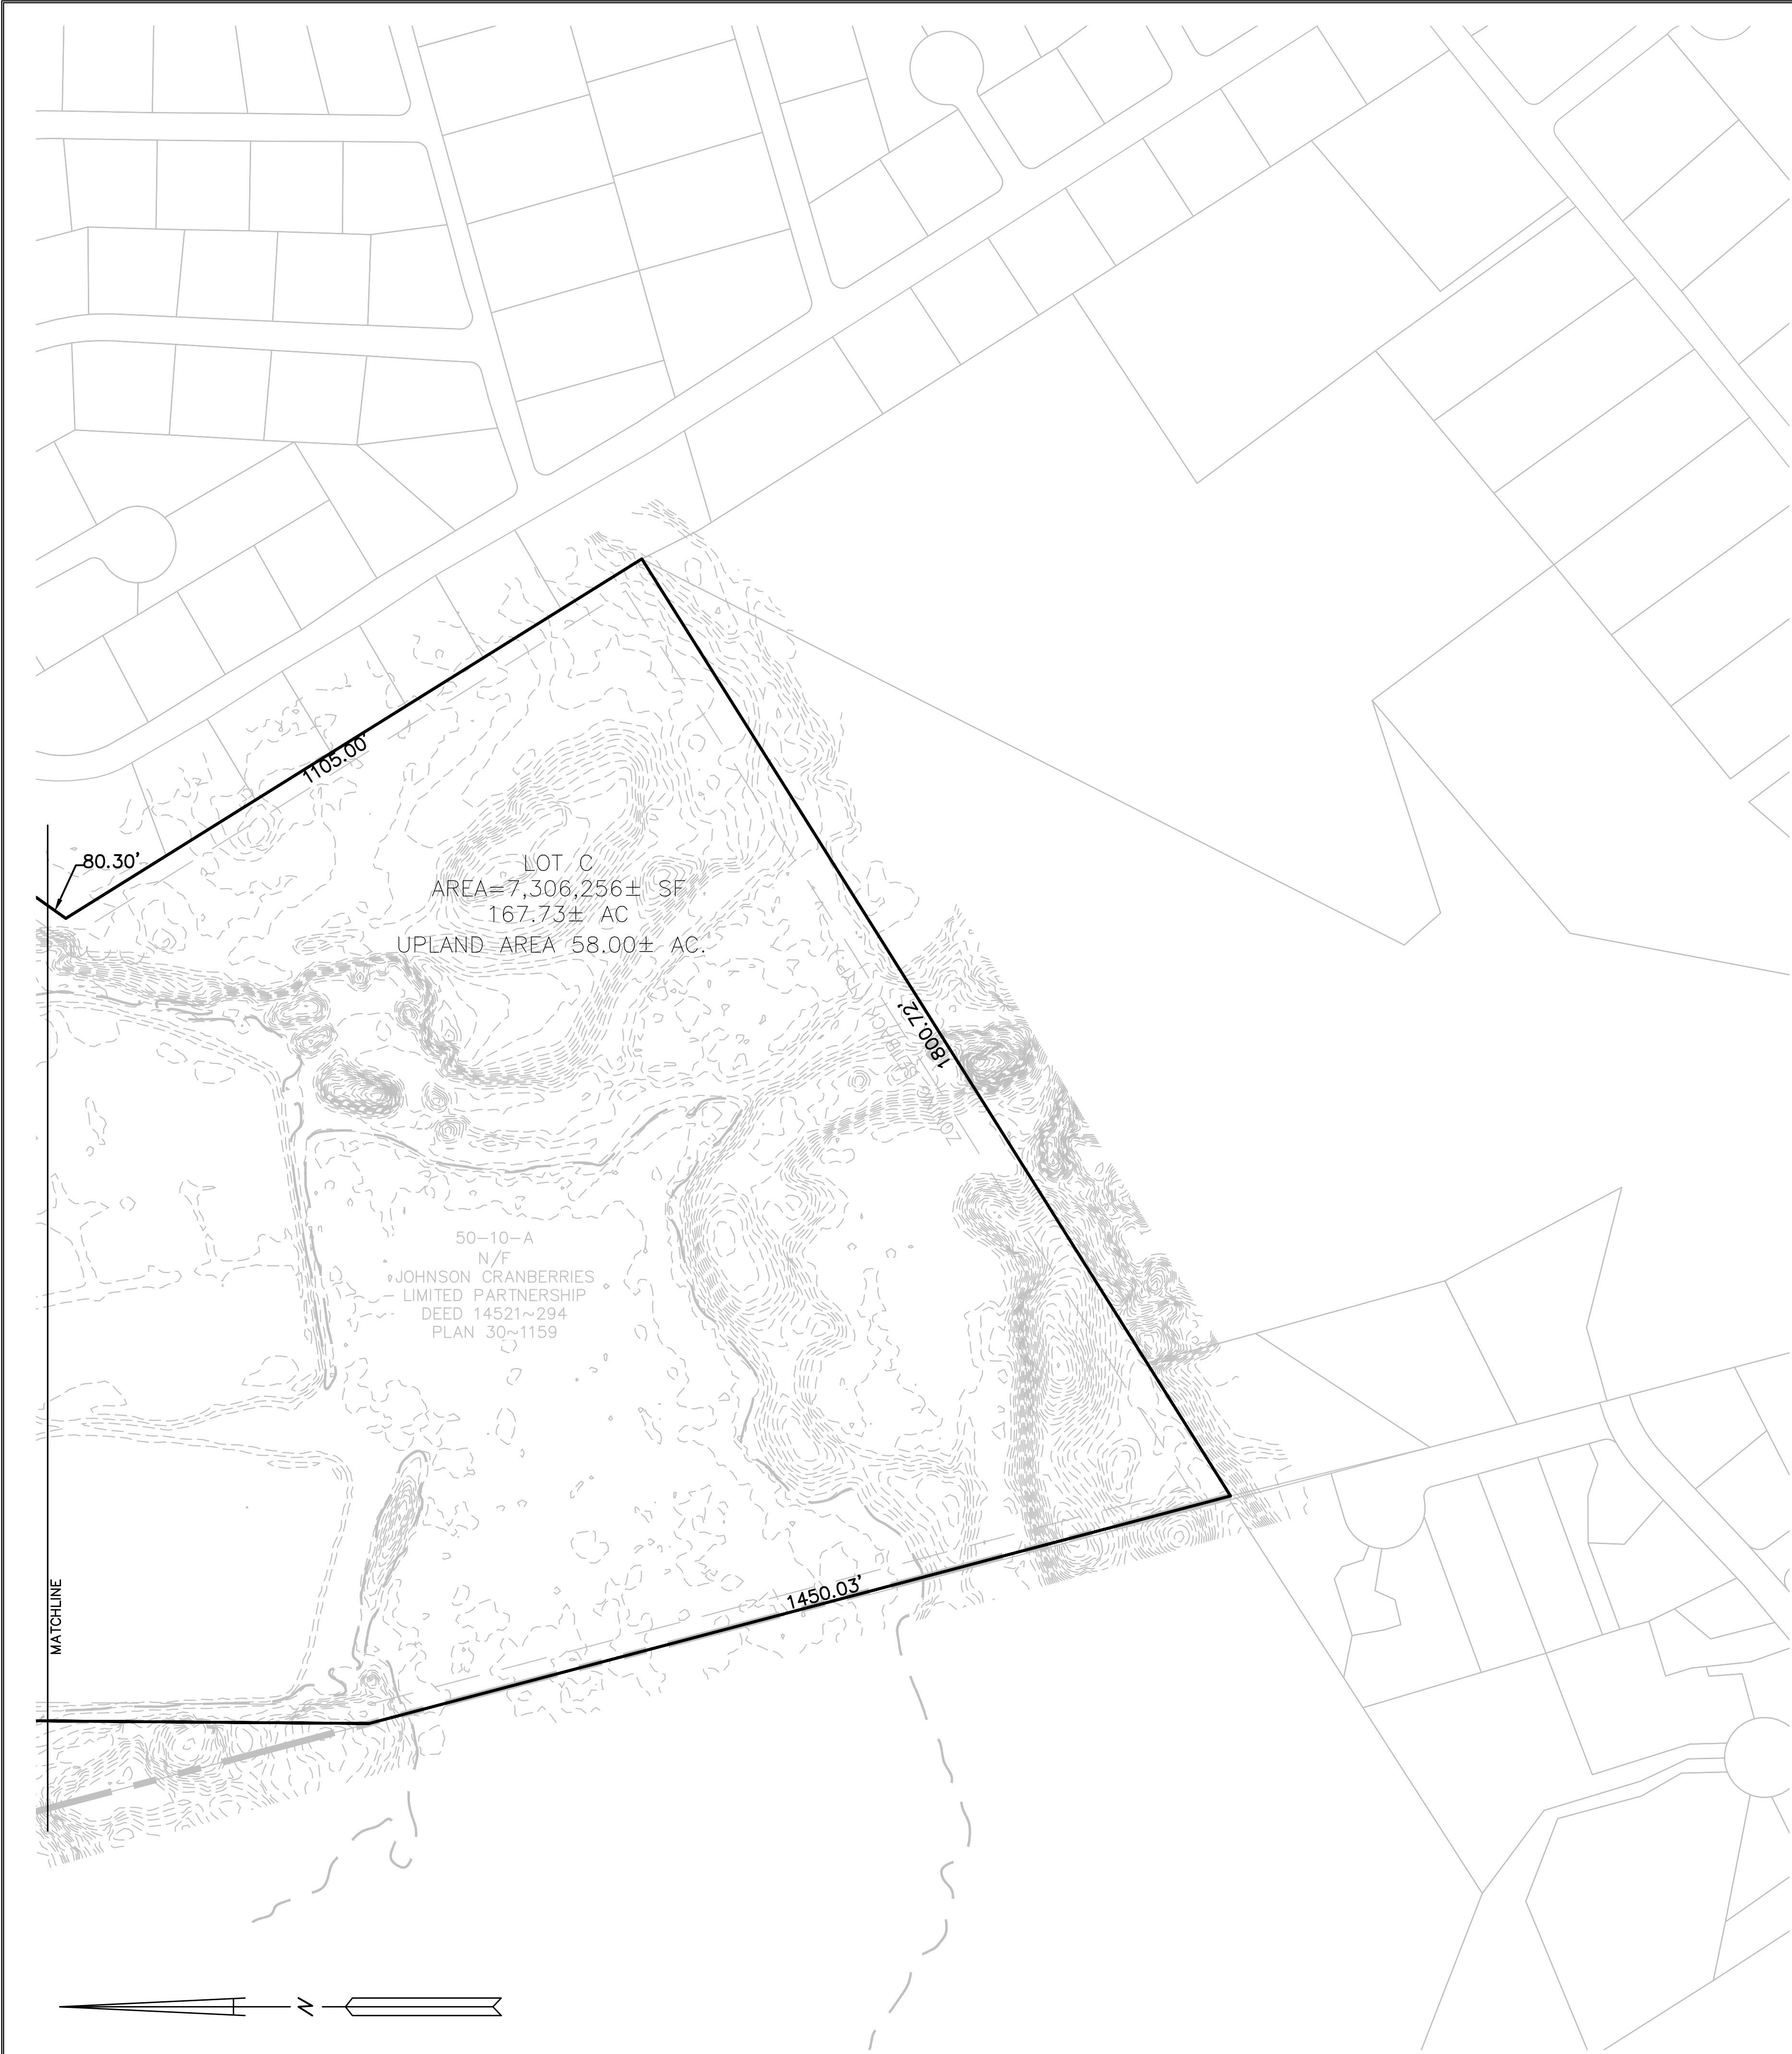 1105.00'
80.30'
LOT C
AREA=7,306,256± SF
167.73± AC
UPLAND AREA 58.00± AC.
1800.72'
50-10-A
N/F
JOHNSON CRANBERRIES
LIMITED PARTNERSHIP
DEED 14521~294
PLAN 30~1159
1450.03'
MATCHLINE
N